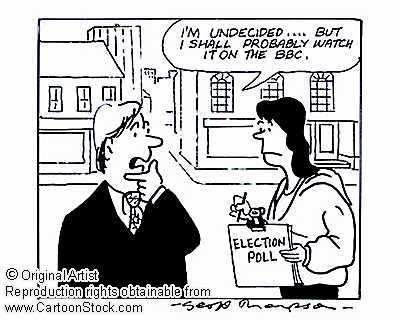 I'M UNDECIDED.... BUT
I SHALL PROBABLY WATCH
IT ON THE BBC.
ELECTION
POLL
© Original Artist
Reproduction rights obtainable from
www.CartoonStock.com